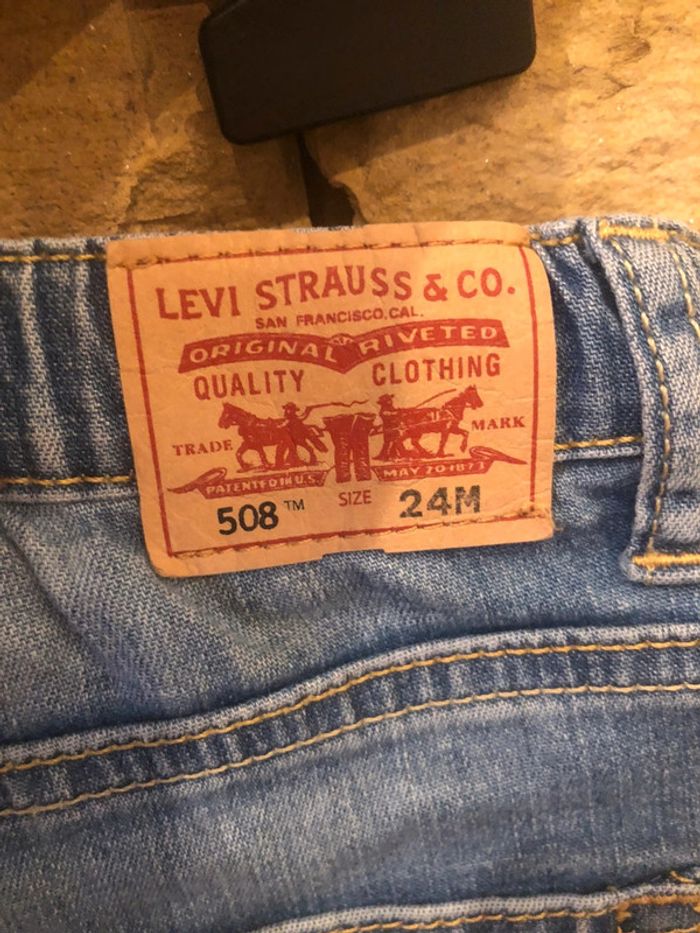 LEVI STRAUSS & CO.
SAN FRANCISCO, CAL.
ORIGINAL RIVETED
QUALITY CLOTHING
TRADE MARK
PATENTED IN U.S. MAY 20 1873
508™ SIZE 24M